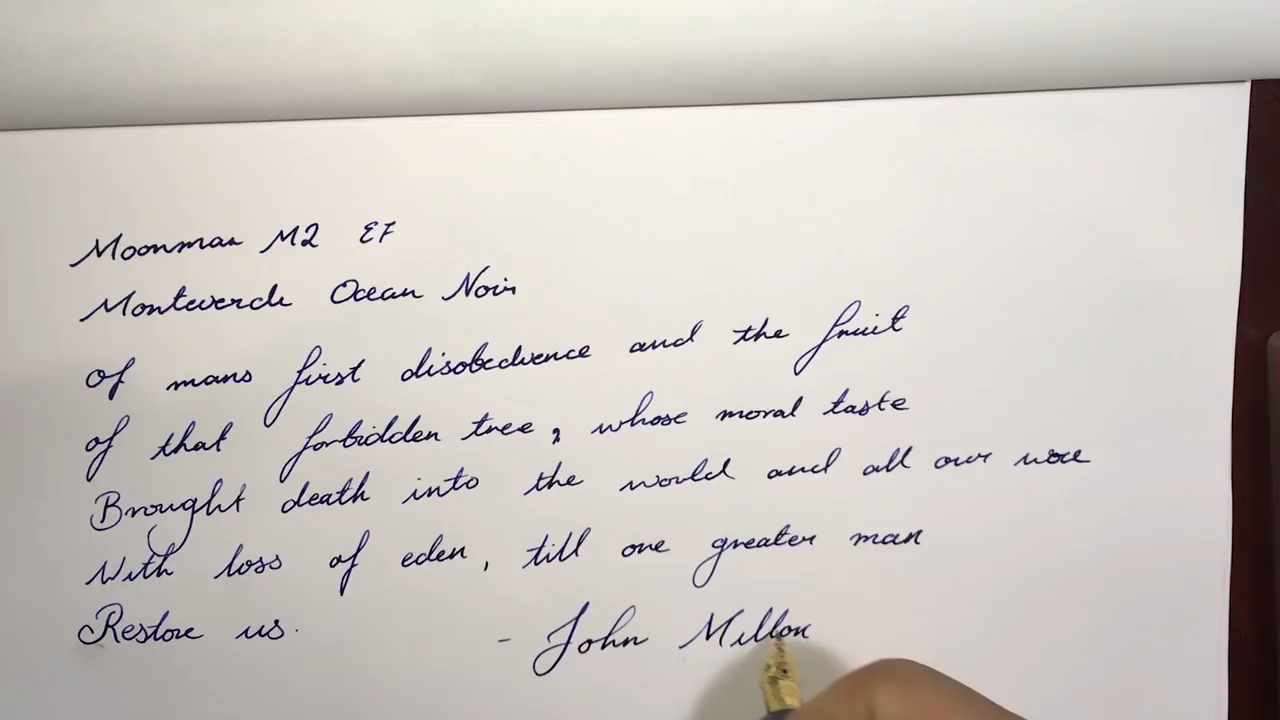 Moonman M2 EF
Monteverde Ocean Noir
Of mans first disobedience and the fruit
of that forbidden tree, whose moral taste
Brought death into the world and all our woe
With loss of eden, till one greater man
Restore us.
- John Milton